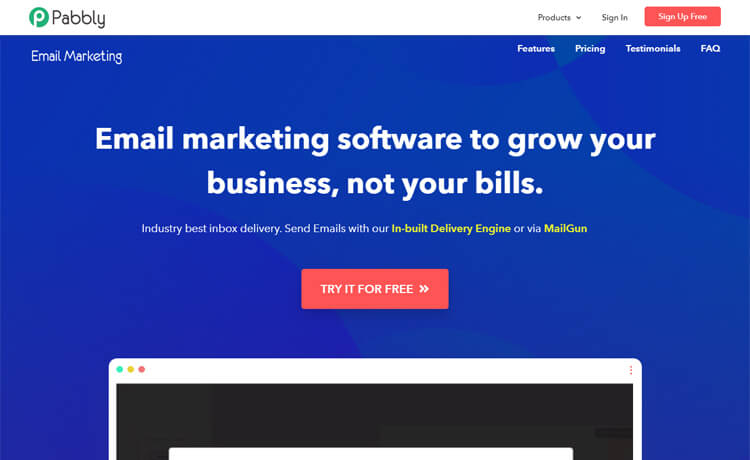 Pabbly
Products
Sign In
Sign Up Free
Email Marketing
Features
Pricing
Testimonials
FAQ
Email marketing software to grow your
business, not your bills.
Industry best inbox delivery. Send Emails with our In-built Delivery Engine or via MailGun
TRY IT FOR FREE »